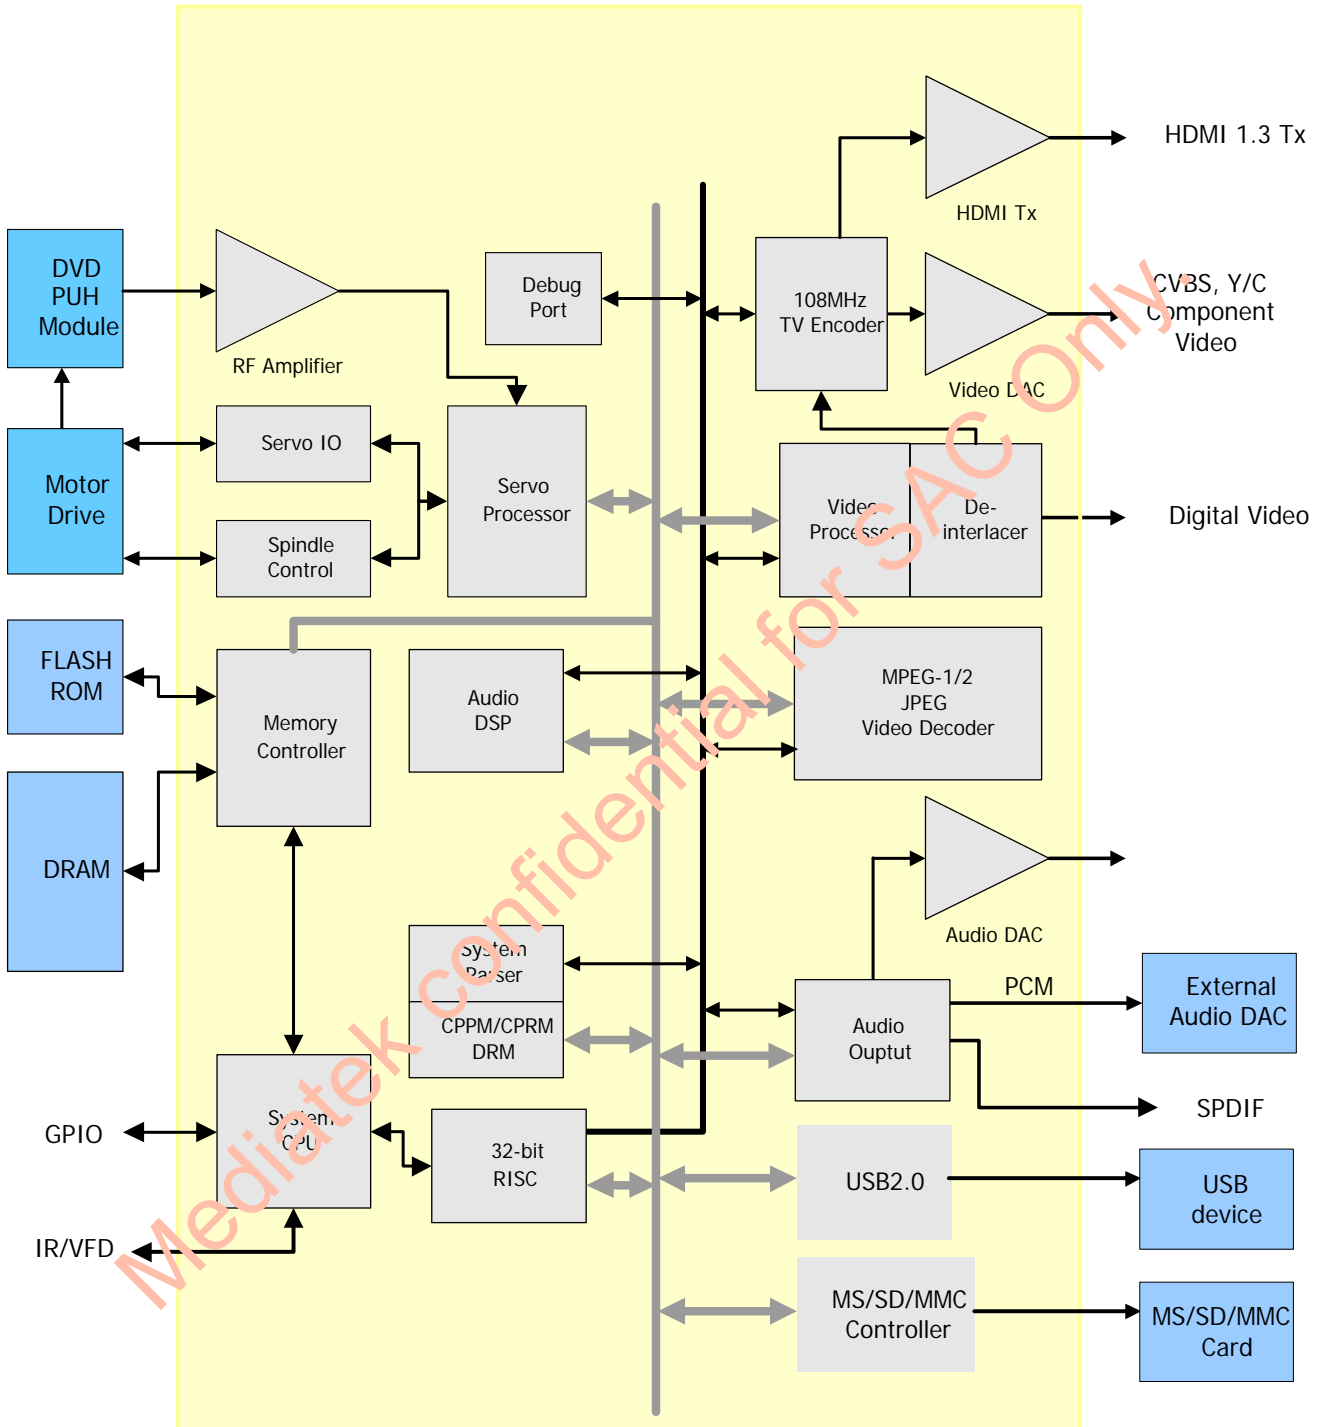 HDMI 1.3 Tx
HDMI Tx
DVD
PUH
Module
RF Amplifier
Debug
Port
108MHz
TV Encoder
Video DAC
CVBS, Y/C
Component
Video
Motor
Drive
Servo IO
Spindle
Control
Servo
Processor
Video
Processor
De-
interlacer
Digital Video
FLASH
ROM
Memory
Controller
Audio
DSP
MPEG-1/2
JPEG
Video Decoder
DRAM
Audio DAC
System
Parser
CPPM/CPRM
DRM
Audio
Ouptut
PCM
External
Audio DAC
SPDIF
GPIO
System
CPU
32-bit
RISC
USB2.0
USB
device
IR/VFD
MS/SD/MMC
Controller
MS/SD/MMC
Card
Mediatek confidential for SAC Only.